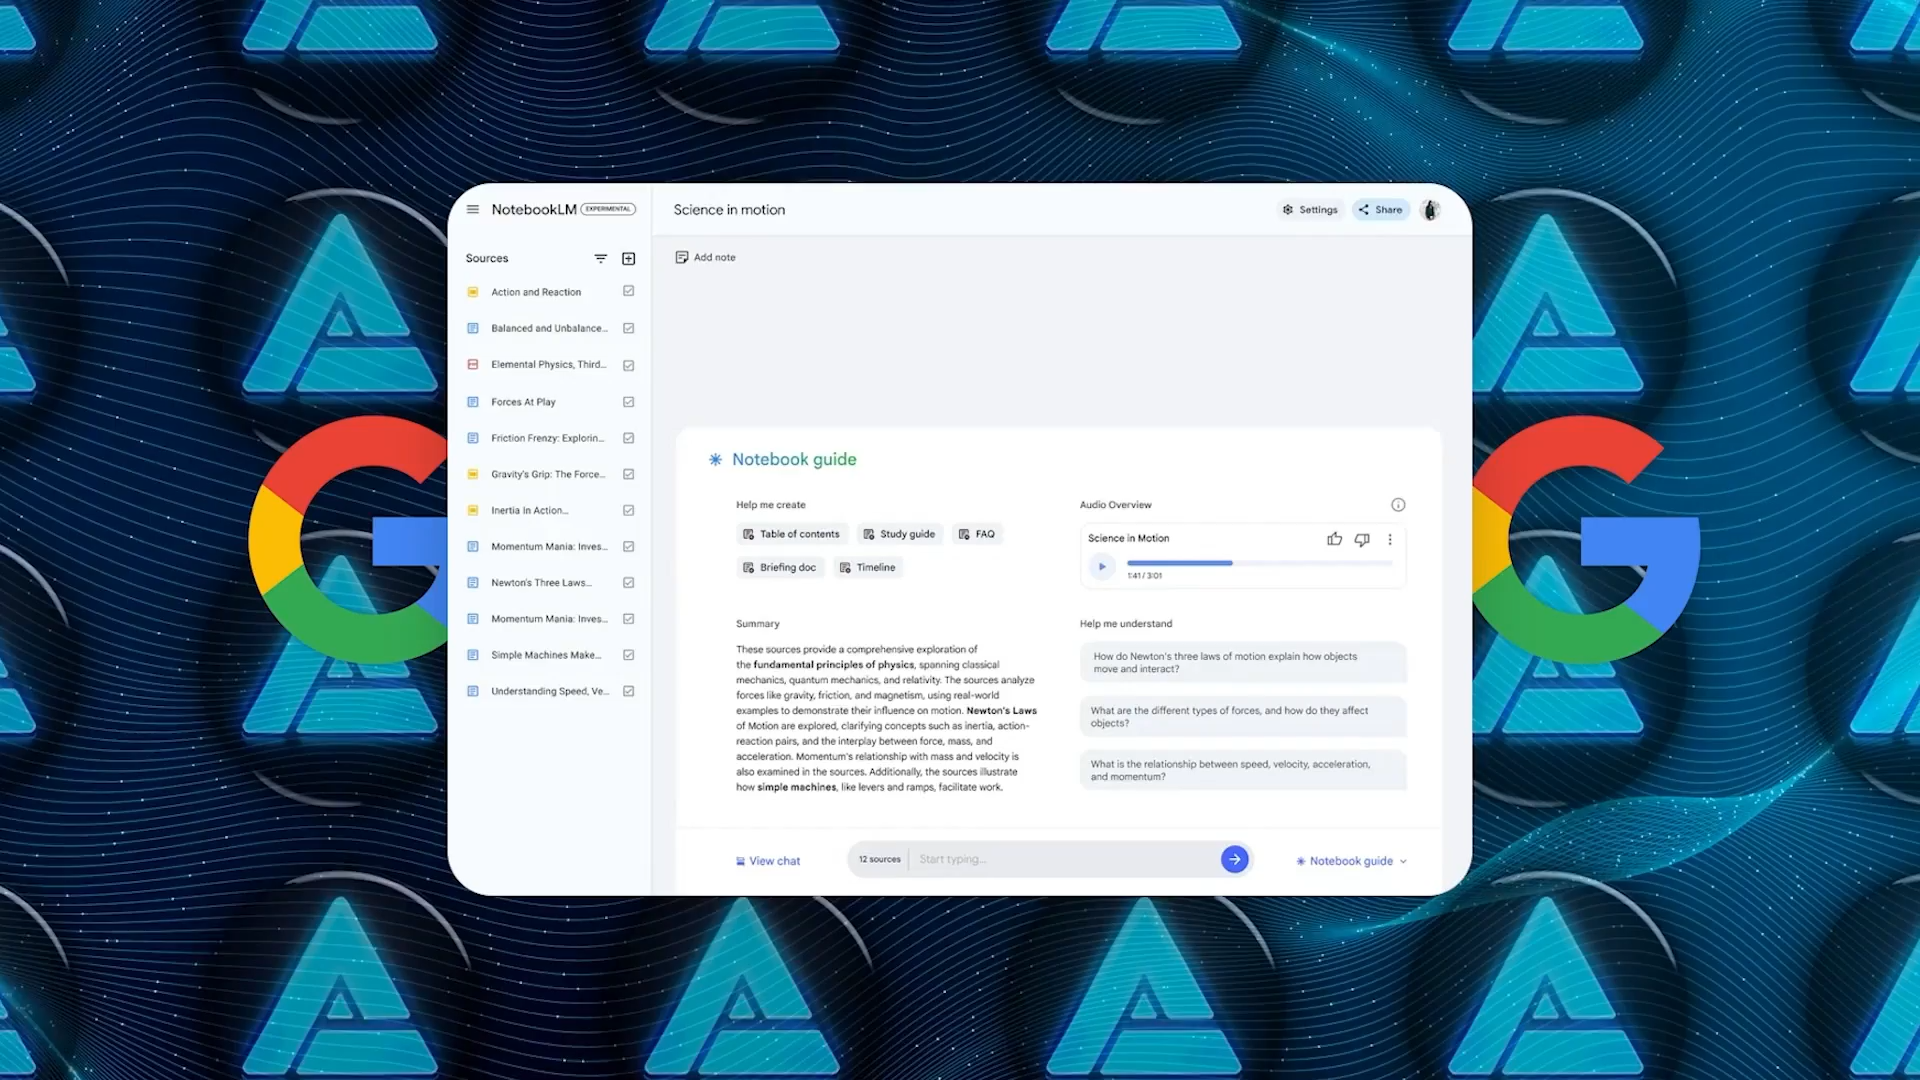 NotebookLM EXPERIMENTAL
Science in motion
Settings
Share
Sources
Add note
Action and Reaction
Balanced and Unbalance...
Elemental Physics, Third...
Forces At Play
Friction Frenzy: Explorin...
Gravity's Grip: The Force...
Inertia In Action...
Momentum Mania: Inves...
Newton's Three Laws...
Momentum Mania: Inves...
Simple Machines Make...
Understanding Speed, Ve...
Notebook guide
Help me create
Table of contents
Study guide
FAQ
Briefing doc
Timeline
Audio Overview
Science in Motion
1:41 / 3:01
Summary
These sources provide a comprehensive exploration of
the fundamental principles of physics, spanning classical
mechanics, quantum mechanics, and relativity. The sources analyze
forces like gravity, friction, and magnetism, using real-world
examples to demonstrate their influence on motion. Newton's Laws
of Motion are explored, clarifying concepts such as inertia, action-
reaction pairs, and the interplay between force, mass, and
acceleration. Momentum's relationship with mass and velocity is
also examined in the sources. Additionally, the sources illustrate
how simple machines, like levers and ramps, facilitate work.
Help me understand
How do Newton's three laws of motion explain how objects
move and interact?
What are the different types of forces, and how do they affect
objects?
What is the relationship between speed, velocity, acceleration,
and momentum?
View chat
12 sources
Start typing...
Notebook guide